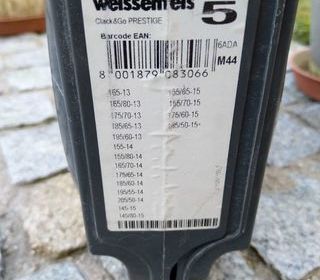 weissenfels 5
Clack&Go PRESTIGE
Barcode EAN:
6ADA
8 001879 083066 M44
165-13 155/65-15
165/80-13 155/70-15
175/70-13 175/60-15
185/65-13 195/50-15
195/60-13
155-14
155/80-14
165/70-14
175/65-14
185/60-14
195/55-14
205/50-14
145-15
145/80-15